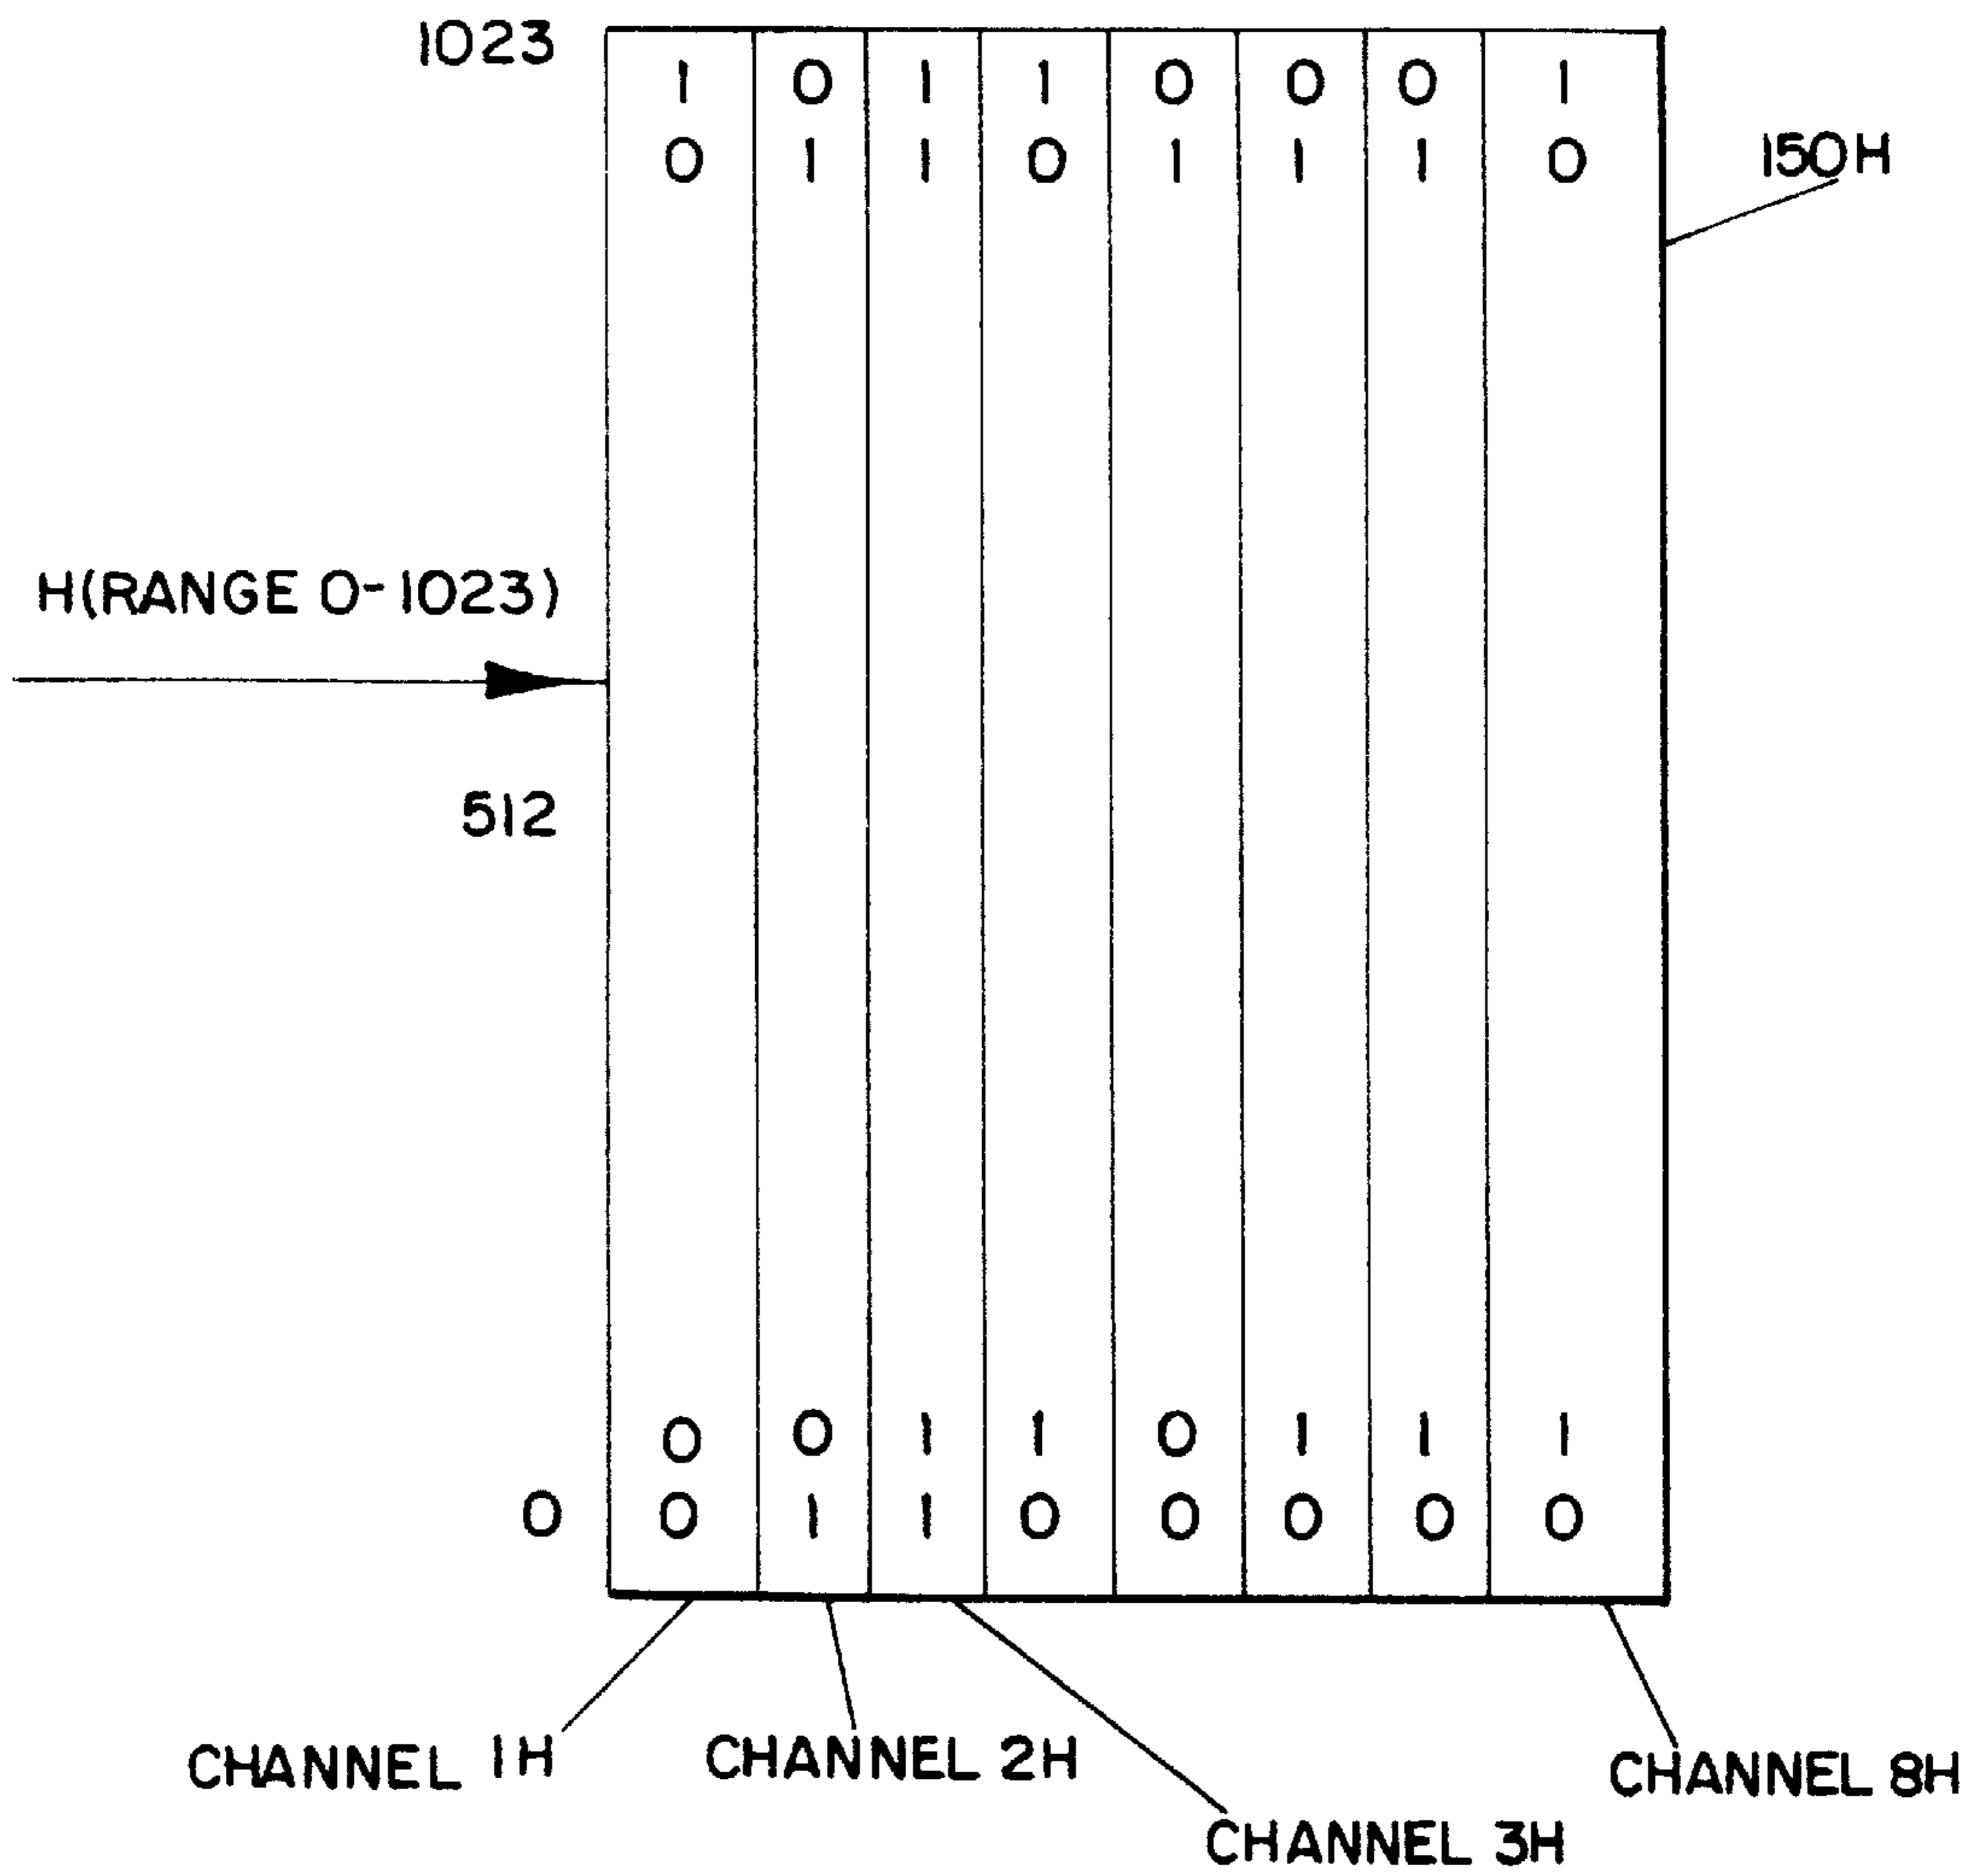 1023
1 0 1 1 0 0 0 1
0 1 1 0 1 1 1 0
150H
H(RANGE 0-1023)
512
0 0 1 1 0 1 1 1
0 0 1 1 0 0 0 0 0
CHANNEL 1H
CHANNEL 2H
CHANNEL 8H
CHANNEL 3H